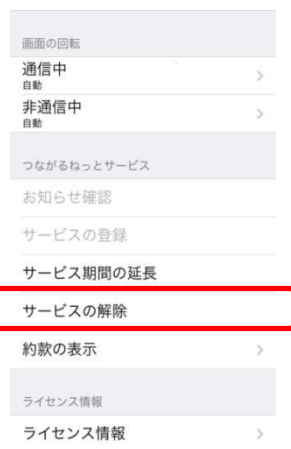 画面の回転
通信中
自動
非通信中
自動
つながるねっとサービス
お知らせ確認
サービスの登録
サービス期間の延長
サービスの解除
約款の表示
ライセンス情報
ライセンス情報